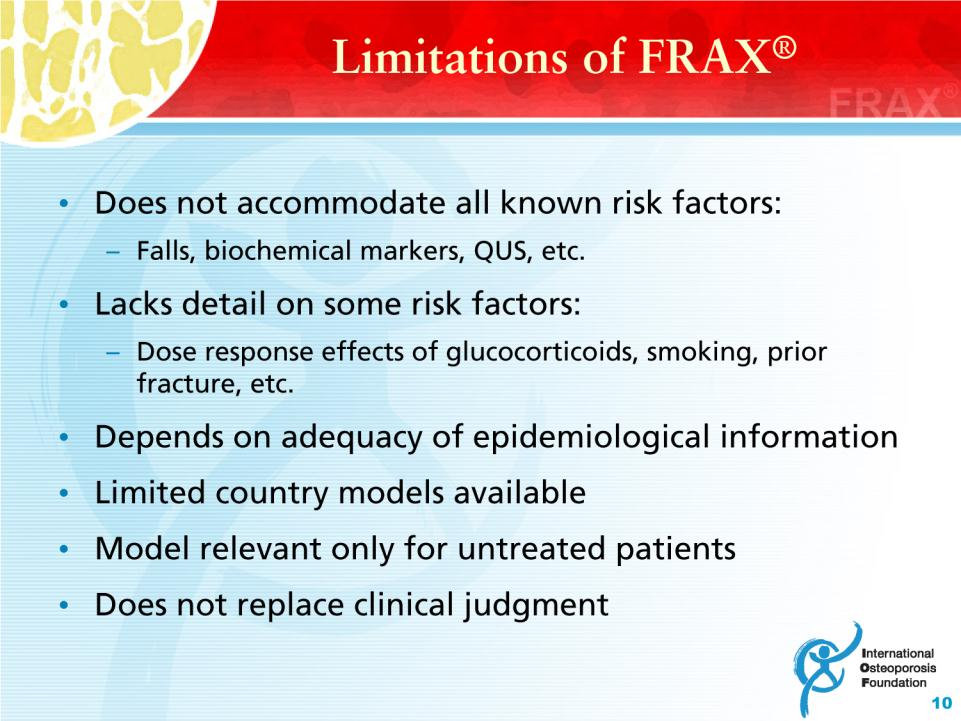 Limitations of FRAX®
FRAX®
• Does not accommodate all known risk factors:
– Falls, biochemical markers, QUS, etc.
• Lacks detail on some risk factors:
– Dose response effects of glucocorticoids, smoking, prior
fracture, etc.
• Depends on adequacy of epidemiological information
• Limited country models available
• Model relevant only for untreated patients
• Does not replace clinical judgment
International
Osteoporosis
Foundation
10